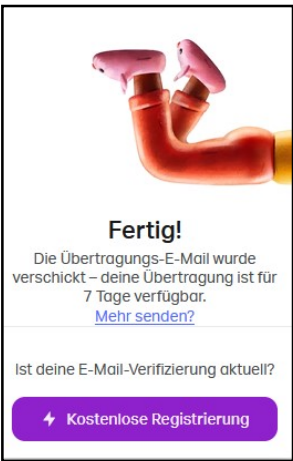 Fertig!
Die Übertragungs-E-Mail wurde
verschickt – deine Übertragung ist für
7 Tage verfügbar.
Mehr senden?
Ist deine E-Mail-Verifizierung aktuell?
Kostenlose Registrierung